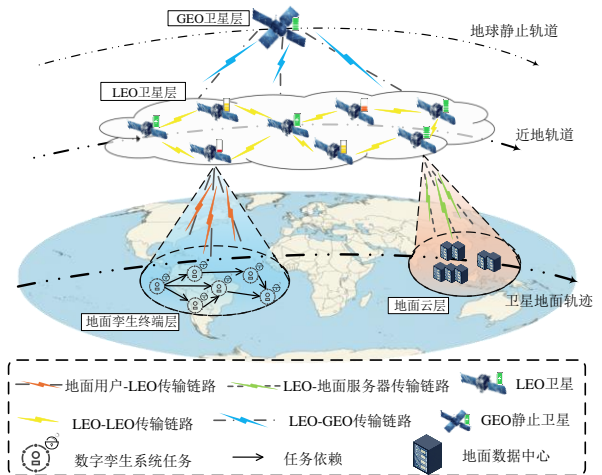 GEO卫星层
地球静止轨道
LEO卫星层
近地轨道
卫星地面轨迹
地面云层
地面孪生终端层
地面用户-LEO传输链路
LEO-地面服务器传输链路
LEO卫星
LEO-LEO传输链路
LEO-GEO传输链路
GEO静止卫星
数字孪生系统任务
任务依赖
地面数据中心